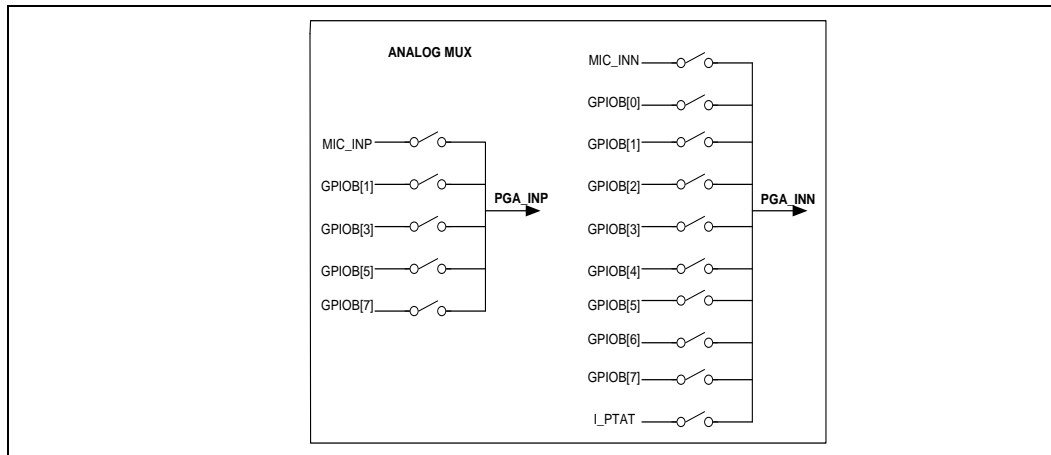 ANALOG MUX
MIC_INP
GPIOB[1]
GPIOB[3]
GPIOB[5]
GPIOB[7]
PGA_INP
MIC_INN
GPIOB[0]
GPIOB[1]
GPIOB[2]
GPIOB[3]
GPIOB[4]
GPIOB[5]
GPIOB[6]
GPIOB[7]
I_PTAT
PGA_INN